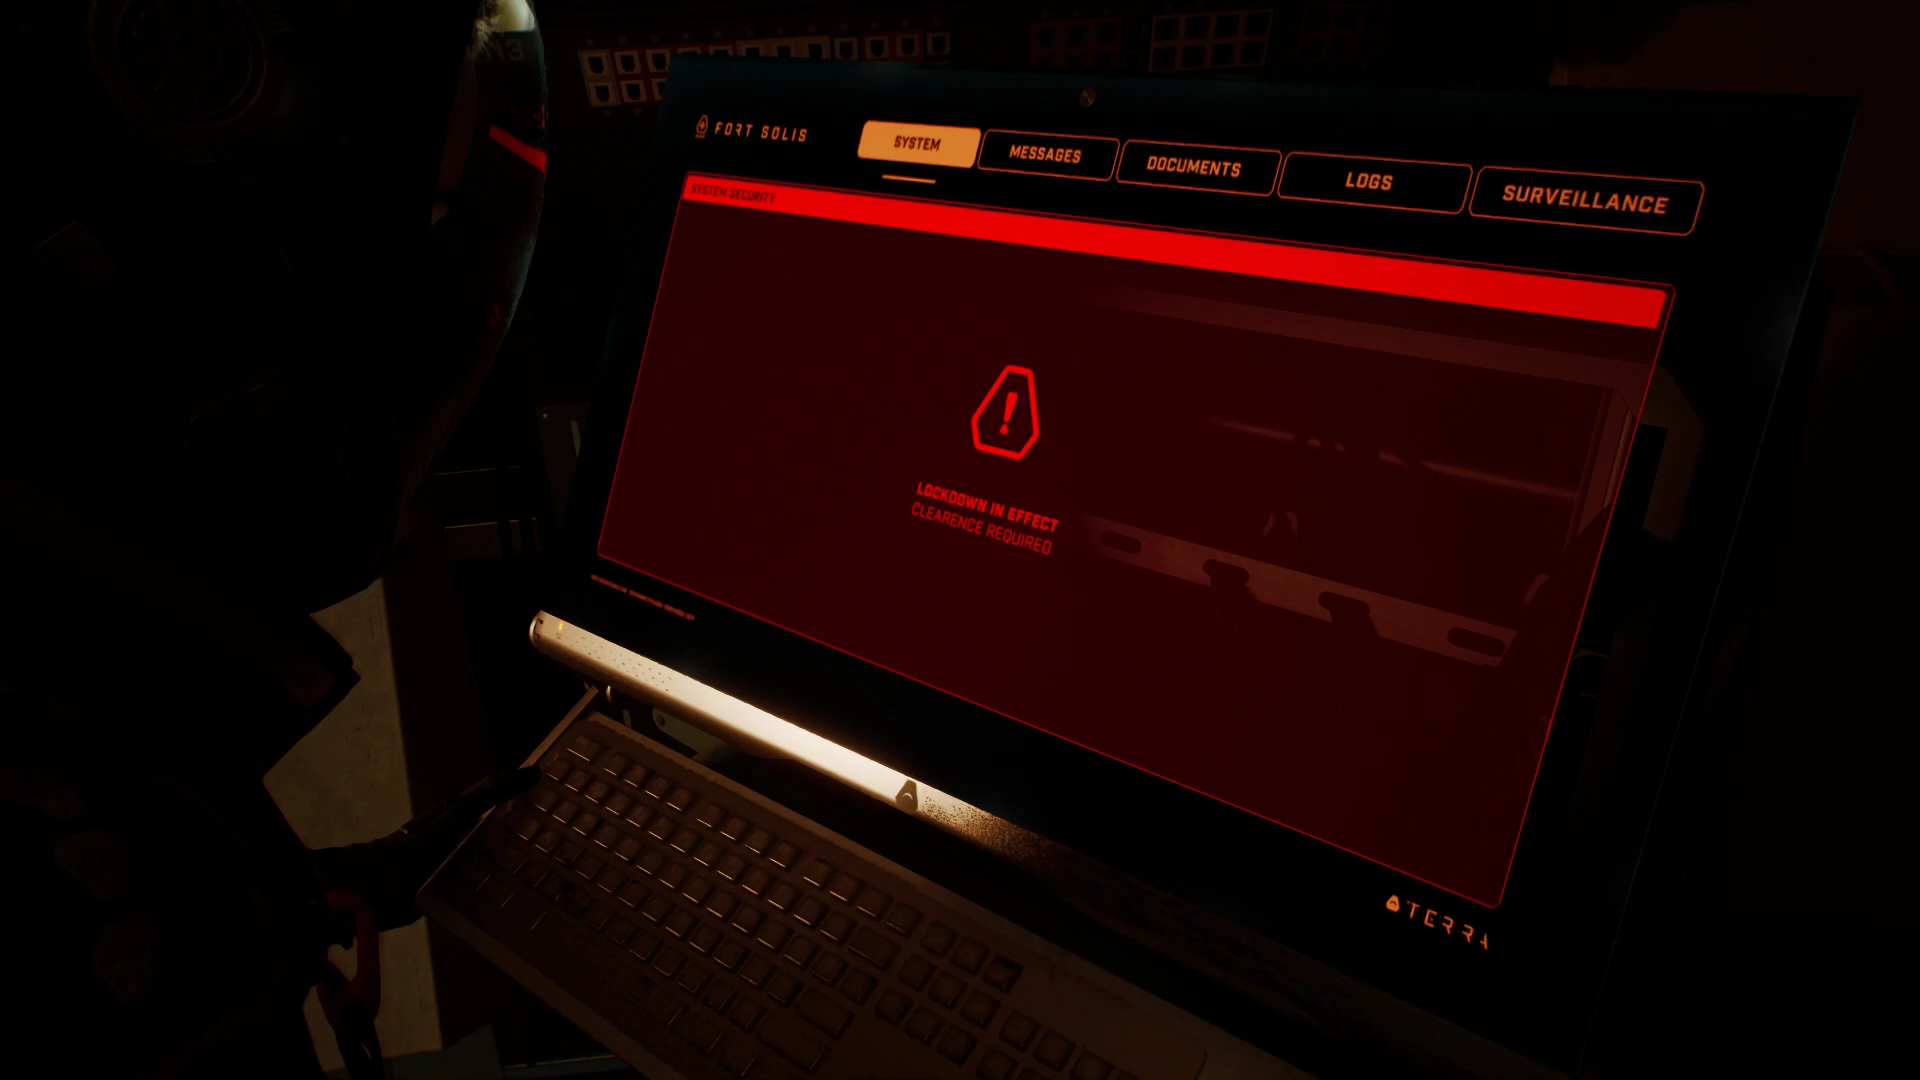 FORT SOLIS
SYSTEM
MESSAGES
DOCUMENTS
LOGS
SURVEILLANCE
SYSTEM SECURITY
LOCKDOWN IN EFFECT
CLEARENCE REQUIRED
TERRA